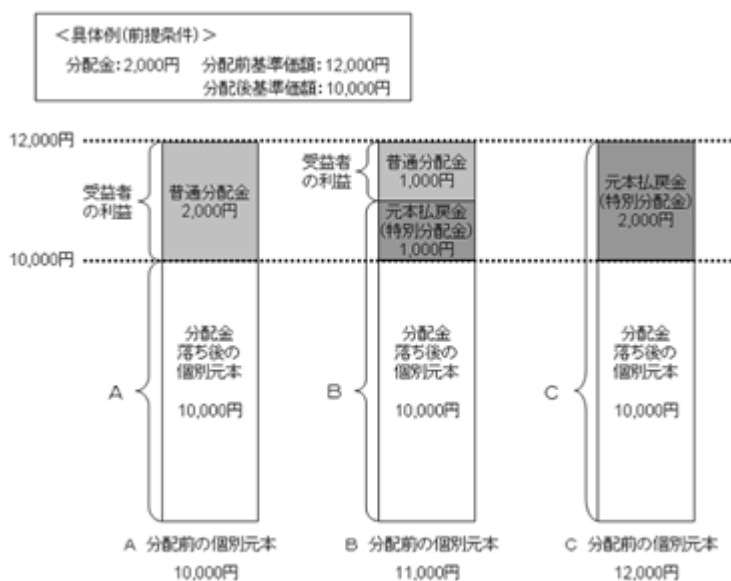 <具体例(前提条件)>
分配金:2,000円 分配前基準価額:12,000円
分配後基準価額:10,000円
12,000円
10,000円
受益者
の利益
普通分配金
2,000円
分配金
落ち後の
個別元本
10,000円
A
A 分配前の個別元本
10,000円
受益者
の利益
普通分配金
1,000円
元本払戻金
(特別分配金)
1,000円
分配金
落ち後の
個別元本
10,000円
B
B 分配前の個別元本
11,000円
元本払戻金
(特別分配金)
2,000円
分配金
落ち後の
個別元本
10,000円
C
C 分配前の個別元本
12,000円